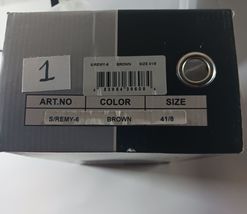 1
S/REMY-6 BROWN SIZE 41/8
ART.NO COLOR SIZE
S/REMY-6 BROWN 41/8